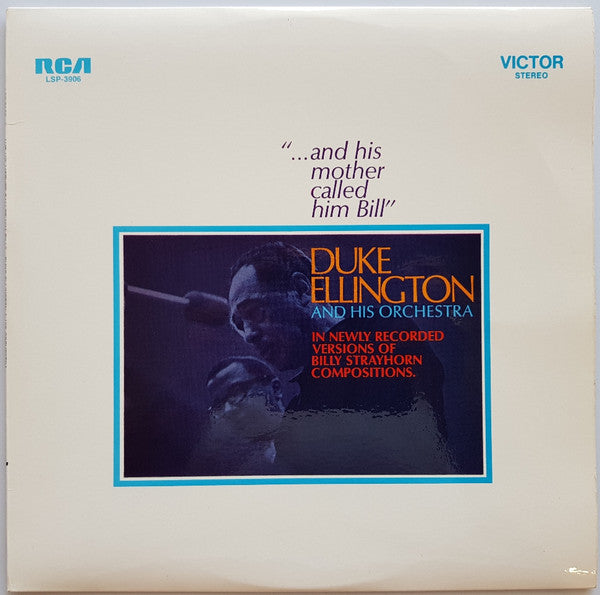 RCA
LSP-3906
VICTOR
STEREO
"...and his
mother
called
him Bill"
DUKE
ELLINGTON
AND HIS ORCHESTRA
IN NEWLY RECORDED
VERSIONS OF
BILLY STRAYHORN
COMPOSITIONS.